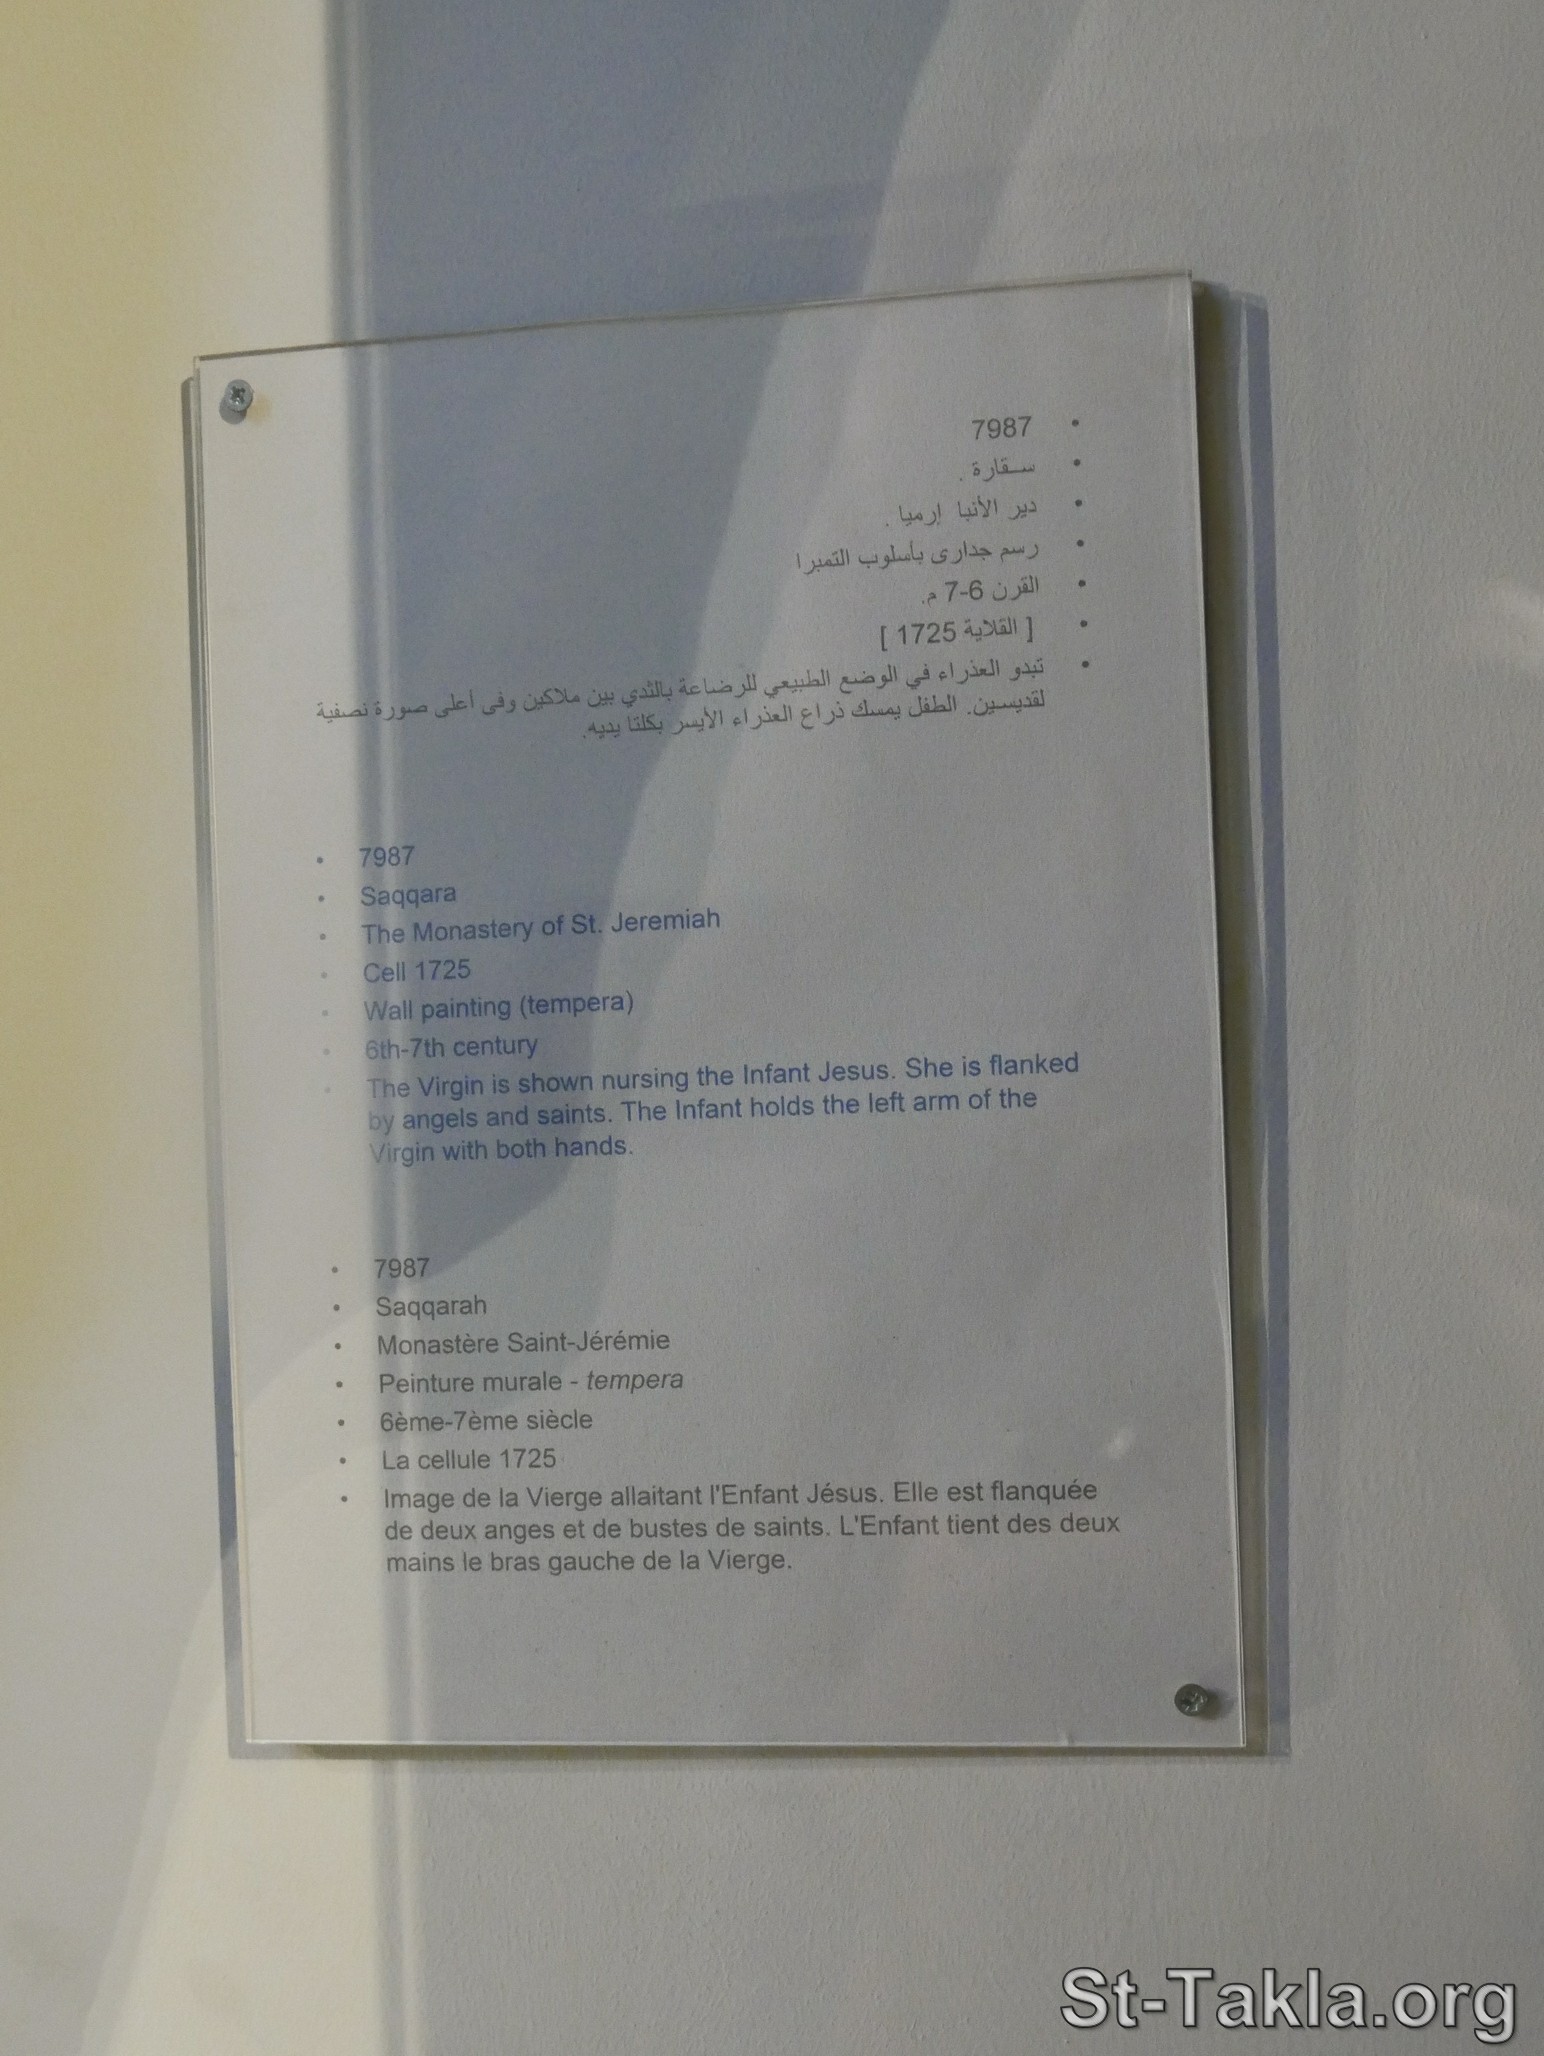 • 7987
• سقارة .
• دير الأنبا إرميا .
• رسم جدارى بأسلوب التمبرا
• القرن 6-7 م.
• [ القلاية 1725 ]
• تبدو العذراء في الوضع الطبيعي للرضاعة بالثدي بين ملاكين وفى أعلى صورة نصفية
لقديسين. الطفل يمسك ذراع العذراء الأيسر بكلتا يديه.
• 7987
• Saqqara
• The Monastery of St. Jeremiah
• Cell 1725
• Wall painting (tempera)
• 6th-7th century
• The Virgin is shown nursing the Infant Jesus. She is flanked
by angels and saints. The Infant holds the left arm of the
Virgin with both hands.
• 7987
• Saqqarah
• Monastère Saint-Jérémie
• Peinture murale - tempera
• 6ème-7ème siècle
• La cellule 1725
• Image de la Vierge allaitant l'Enfant Jésus. Elle est flanquée
de deux anges et de bustes de saints. L'Enfant tient des deux
mains le bras gauche de la Vierge.
St-Takla.org